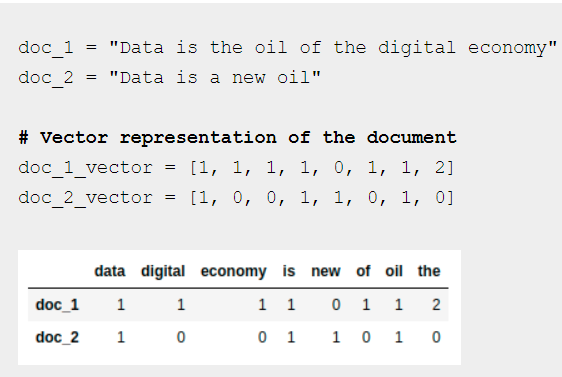 doc_1 = "Data is the oil of the digital economy"
doc_2 = "Data is a new oil"
# Vector representation of the document
doc_1_vector = [1, 1, 1, 1, 0, 1, 1, 2]
doc_2_vector = [1, 0, 0, 1, 1, 0, 1, 0]
data digital economy is new of oil the
doc_1 1 1 1 1 0 1 1 2
doc_2 1 0 0 1 1 0 1 0